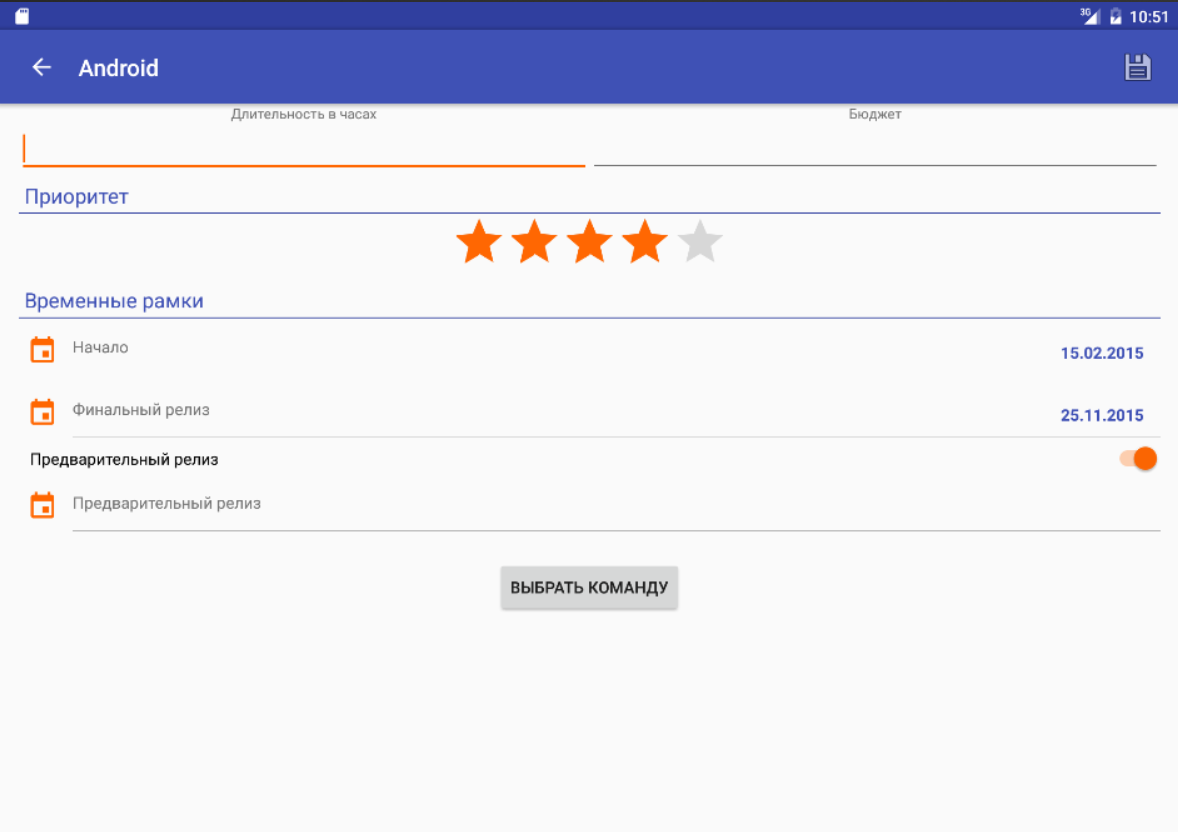 3G 10:51
Android
Длительность в часах Бюджет
Приоритет
Временные рамки
Начало 15.02.2015
Финальный релиз 25.11.2015
Предварительный релиз
Предварительный релиз
ВЫБРАТЬ КОМАНДУ